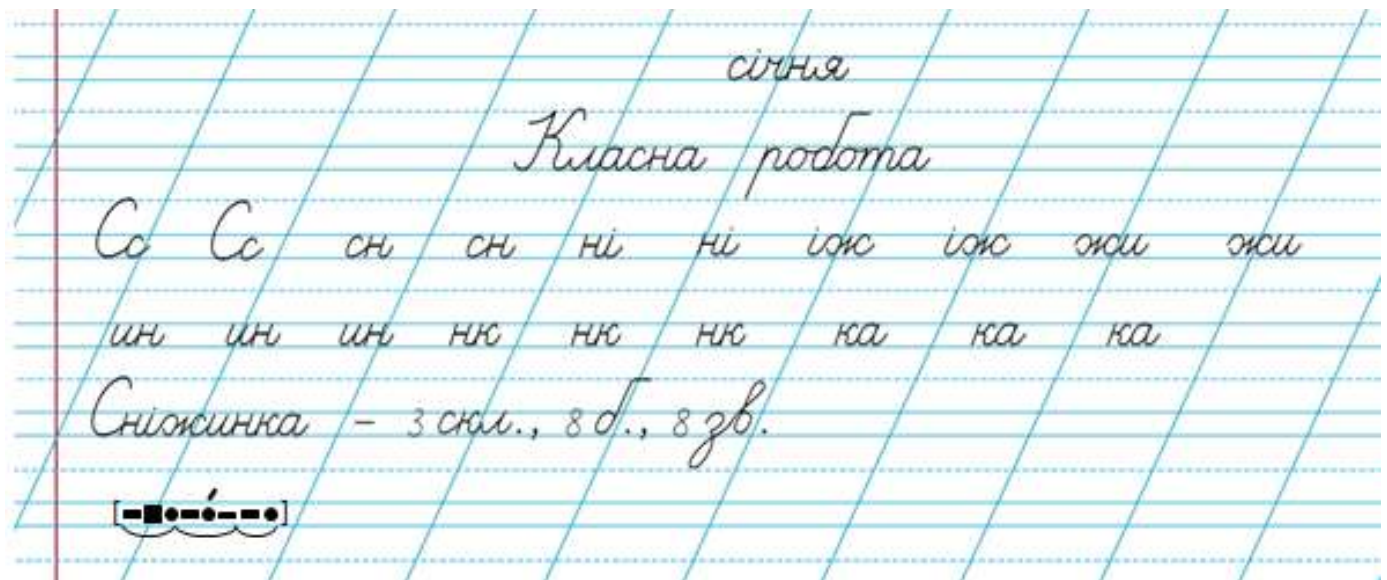 січня
Класна робота
Сс Сс сн сн ні ні іж іж жи жи
ин ин ин нк нк нк ка ка ка
Сніжинка – 3 скл., 8 б., 8 зв.
[–■•–•́––•]